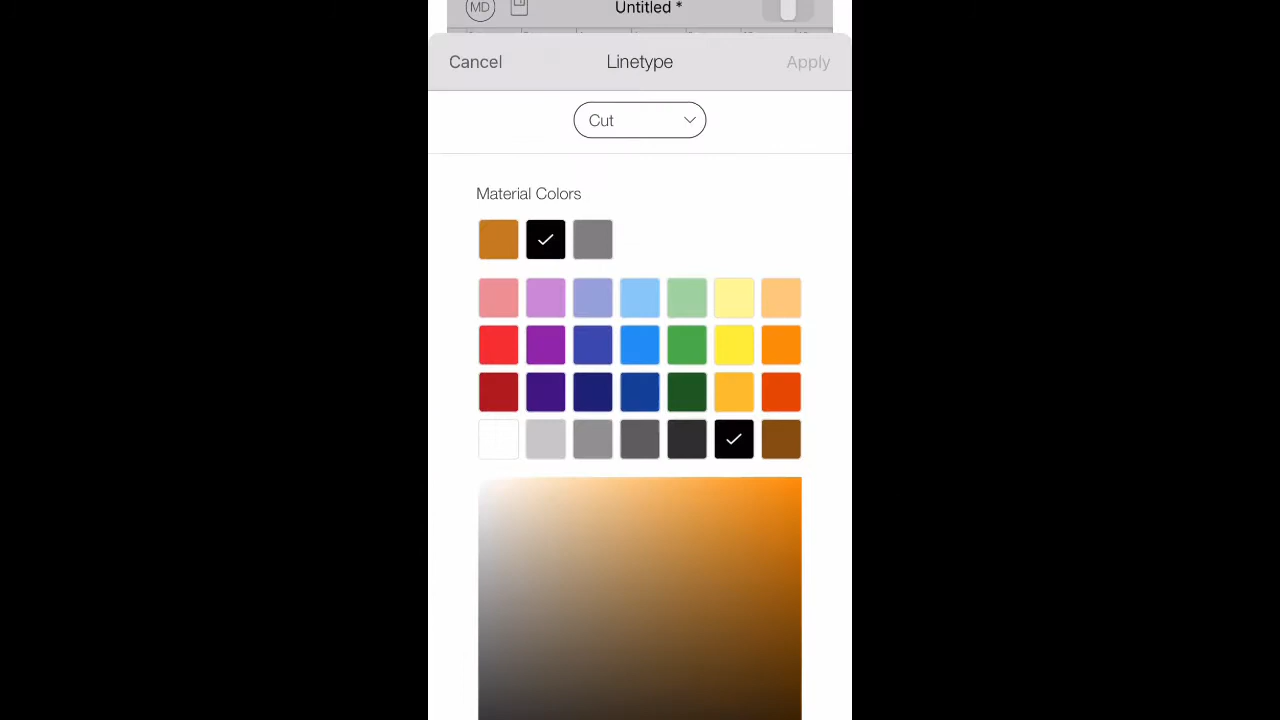 MD
Untitled *
Cancel
Linetype
Apply
Cut
Material Colors